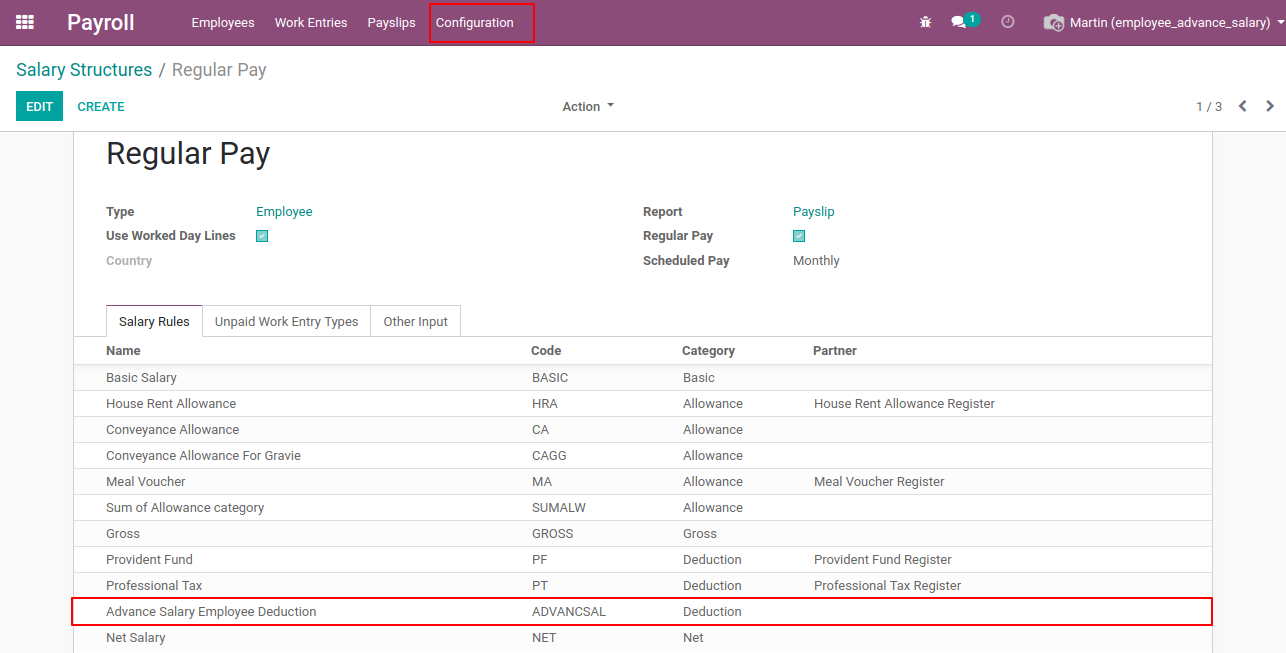 Payroll Employees Work Entries Payslips Configuration 1 Martin (employee_advance_salary)
Salary Structures / Regular Pay
EDIT CREATE Action 1 / 3
Regular Pay
Type Employee Report Payslip
Use Worked Day Lines Regular Pay
Country Scheduled Pay Monthly
Salary Rules Unpaid Work Entry Types Other Input
Name Code Category Partner
Basic Salary BASIC Basic
House Rent Allowance HRA Allowance House Rent Allowance Register
Conveyance Allowance CA Allowance
Conveyance Allowance For Gravie CAGG Allowance
Meal Voucher MA Allowance Meal Voucher Register
Sum of Allowance category SUMALW Allowance
Gross GROSS Gross
Provident Fund PF Deduction Provident Fund Register
Professional Tax PT Deduction Professional Tax Register
Advance Salary Employee Deduction ADVANCSAL Deduction
Net Salary NET Net